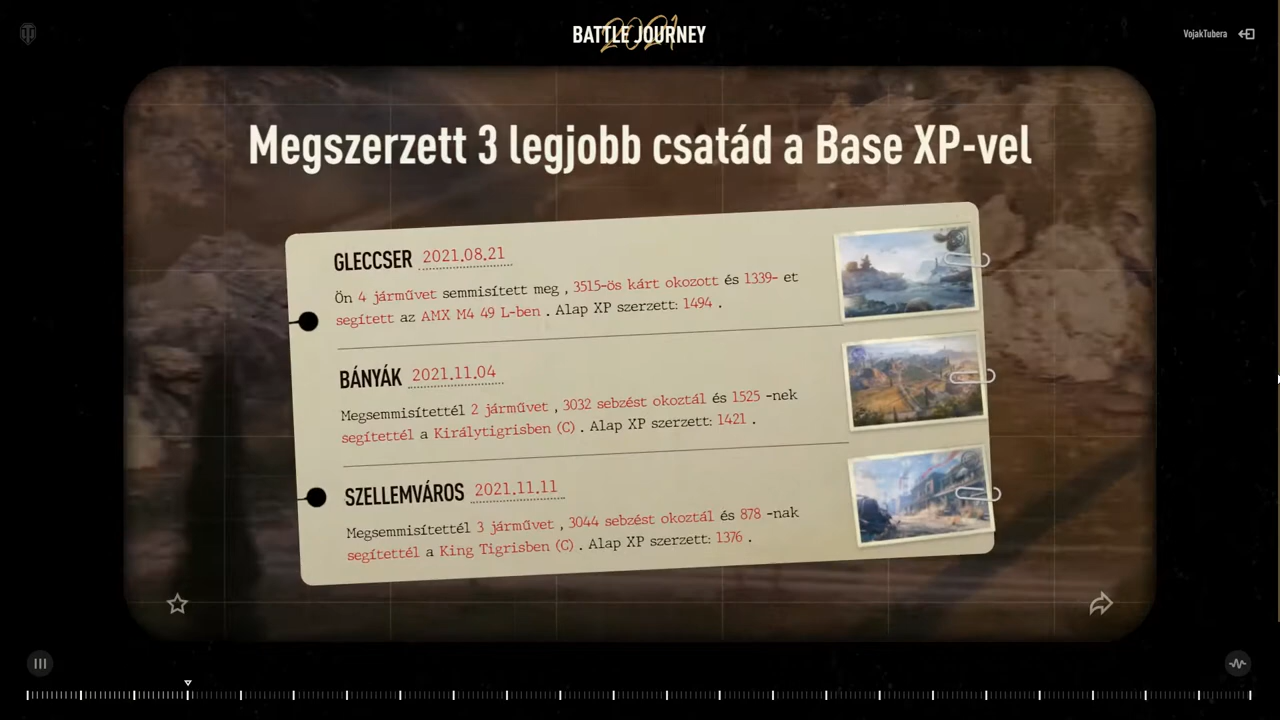 2021
BATTLE JOURNEY
VojakTubera
Megszerzett 3 legjobb csatád a Base XP-vel
GLECCSER 2021.08.21
Ön 4 járművet semmisített meg , 3515-ös kárt okozott és 1339- et
segített az AMX M4 49 L-ben . Alap XP szerzett: 1494 .
BÁNYÁK 2021.11.04
Megsemmisítettél 2 járművet , 3032 sebzést okoztál és 1525 -nek
segítettél a Királytigrisben (C) . Alap XP szerzett: 1421 .
SZELLEMVÁROS 2021.11.11
Megsemmisítettél 3 járművet , 3044 sebzést okoztál és 878 -nak
segítettél a King Tigrisben (C) . Alap XP szerzett: 1376 .